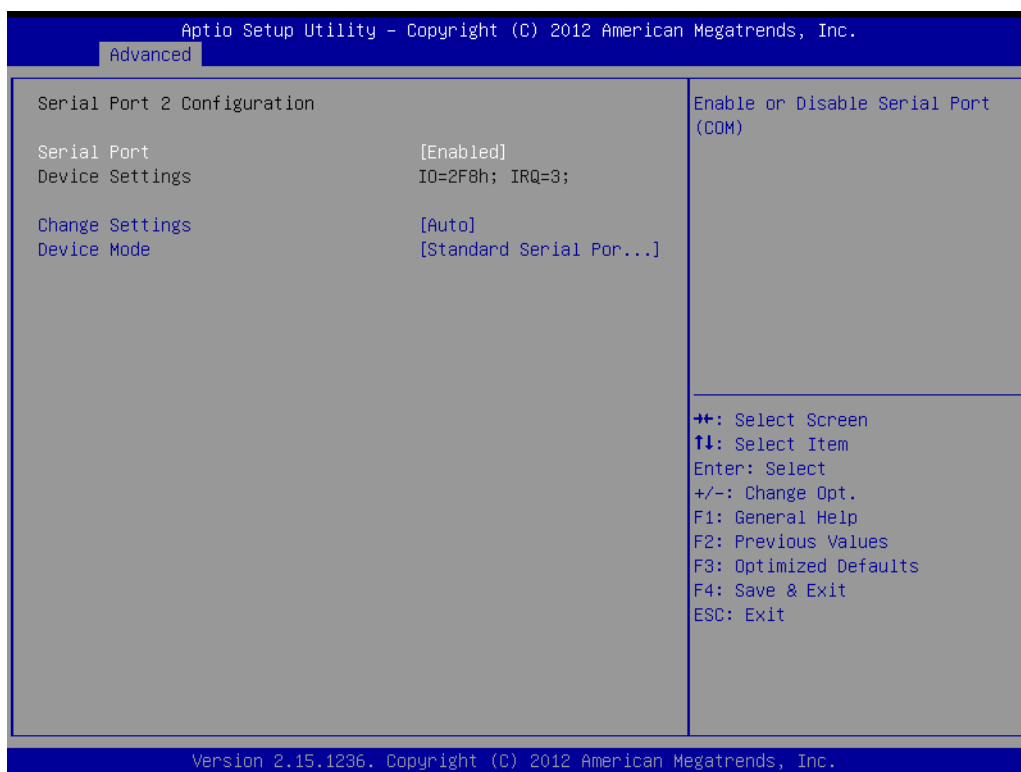 Aptio Setup Utility – Copyright (C) 2012 American Megatrends, Inc.
Advanced
Serial Port 2 Configuration
Serial Port [Enabled]
Device Settings IO=2F8h; IRQ=3;
Change Settings [Auto]
Device Mode [Standard Serial Por...]
Enable or Disable Serial Port
(COM)
→←: Select Screen
↑↓: Select Item
Enter: Select
+/-: Change Opt.
F1: General Help
F2: Previous Values
F3: Optimized Defaults
F4: Save & Exit
ESC: Exit
Version 2.15.1236. Copyright (C) 2012 American Megatrends, Inc.